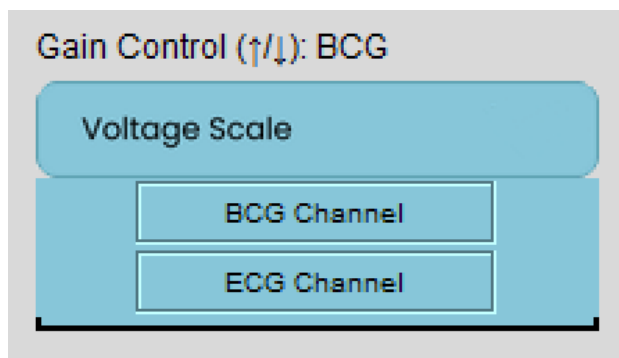 Gain Control (↑/↓): BCG
Voltage Scale
BCG Channel
ECG Channel